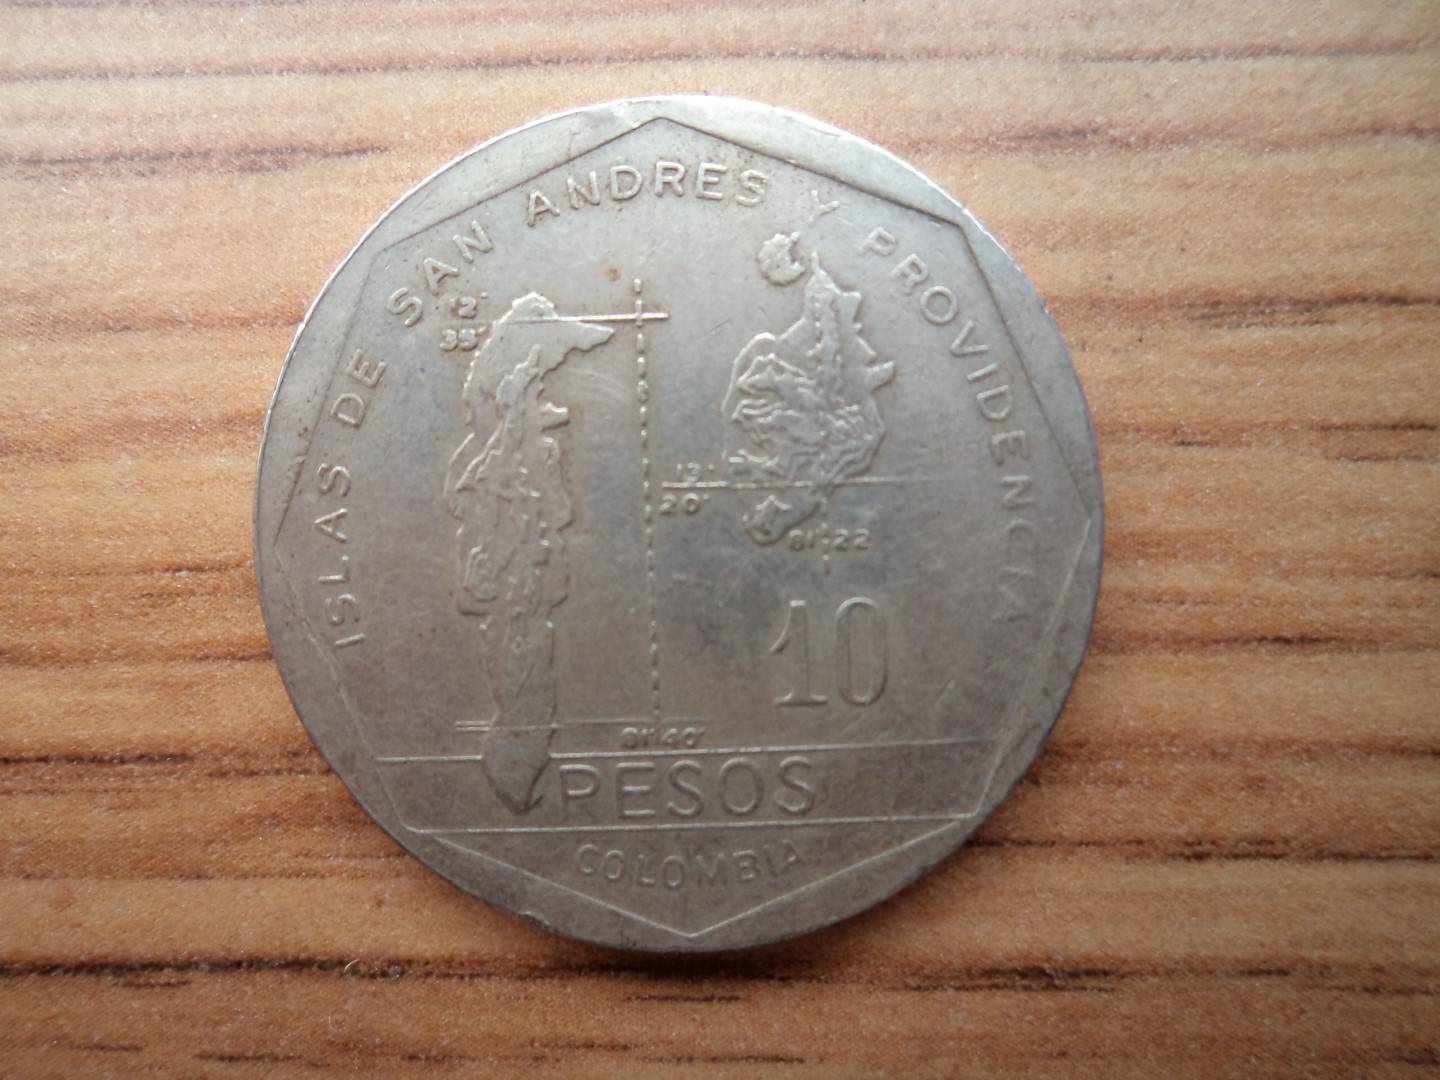 ISLAS DE SAN ANDRES Y PROVIDENCIA
12°
35'
13°
20'
81°22
10
81°40'
PESOS
COLOMBIA